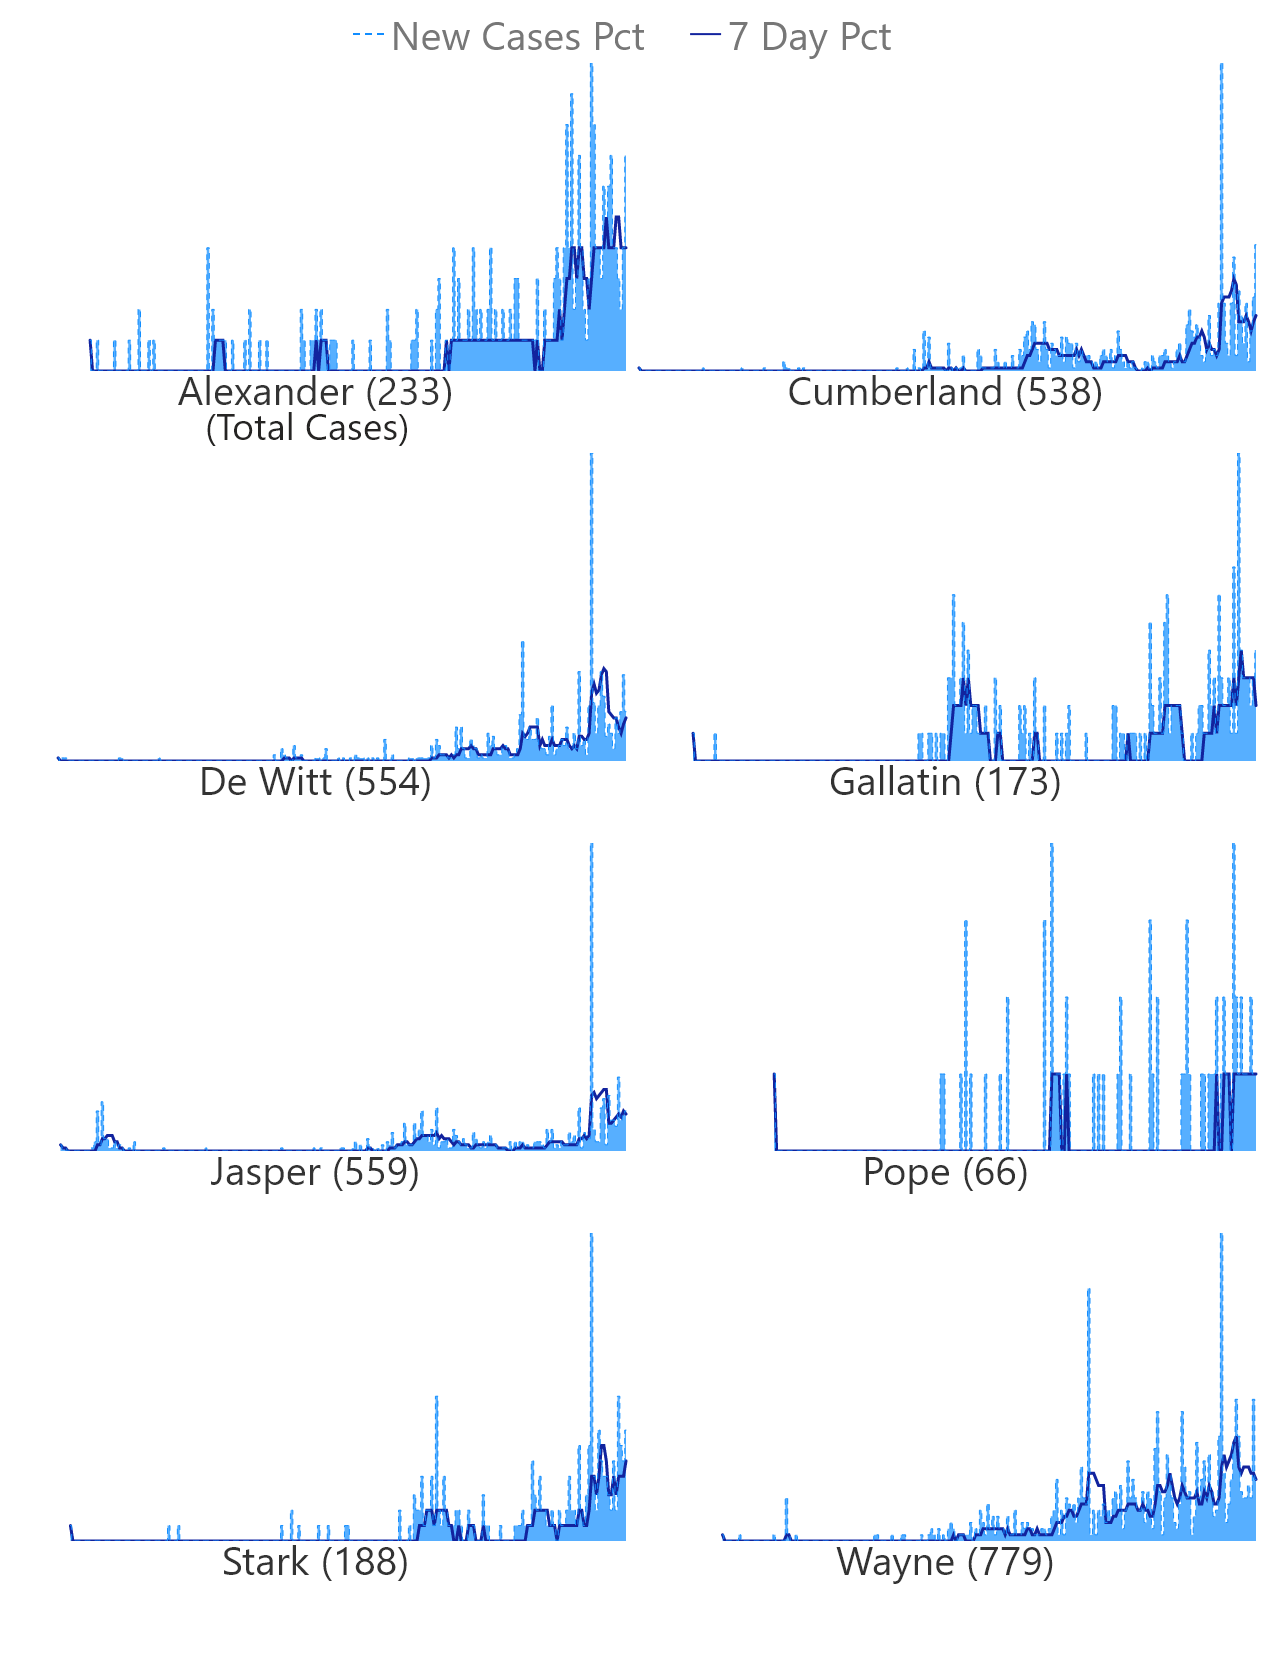 New Cases Pct 7 Day Pct
Alexander (233)
(Total Cases)
Cumberland (538)
De Witt (554)
Gallatin (173)
Jasper (559)
Pope (66)
Stark (188)
Wayne (779)